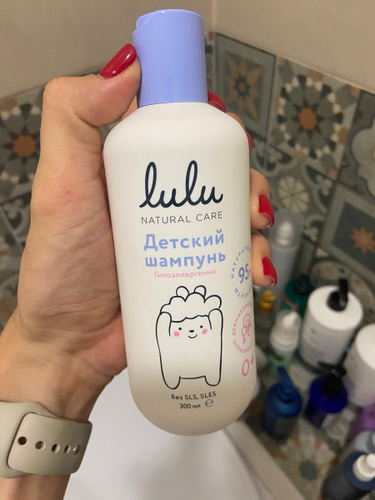 lulu
NATURAL CARE
Детский
шампунь
Гипоаллергенно
95
0+
Без SLS, SLES
300 мл e